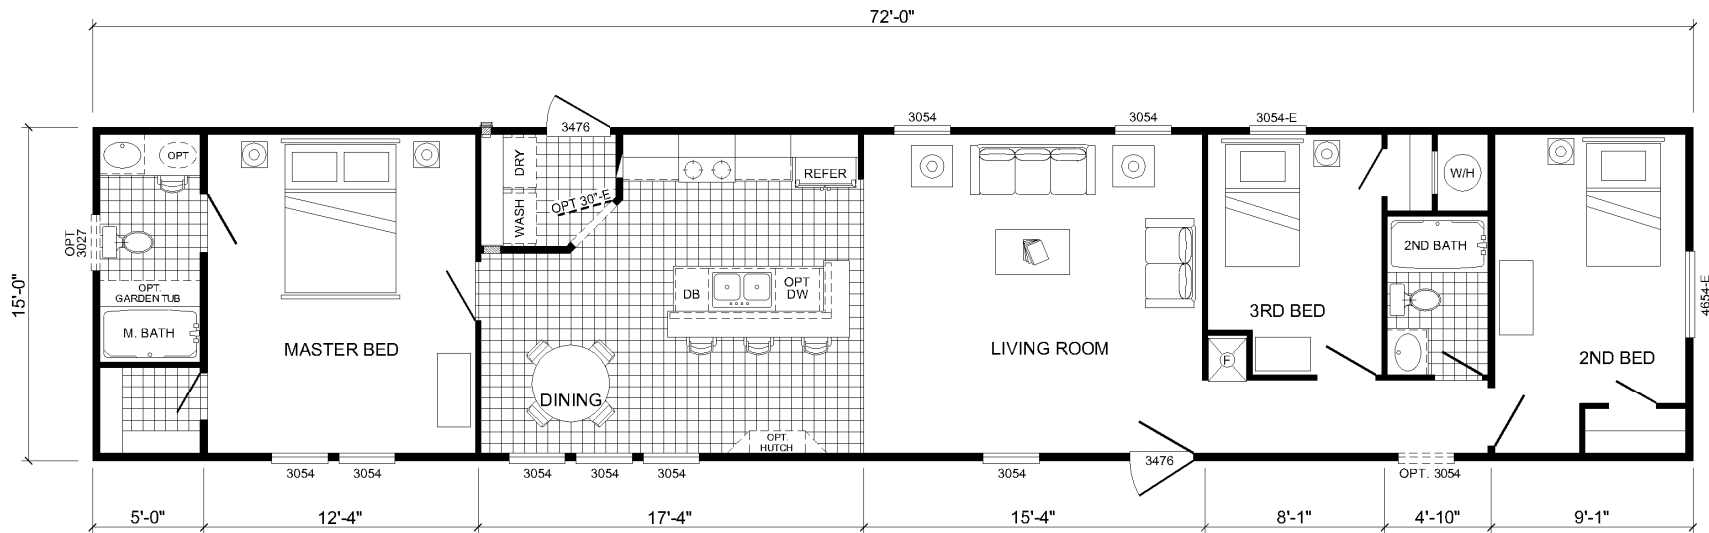 72'-0"
3476
3054
3054
3054-E
OPT
DRY
WASH
OPT 30"-E
REFER
W/H
OPT
3027
2ND BATH
OPT.
GARDEN TUB
DB
OPT
DW
15'-0"
4654-E
M. BATH
MASTER BED
LIVING ROOM
3RD BED
F
2ND BED
DINING
OPT.
HUTCH
3054
3054
3054
3054
3054
3054
3476
OPT. 3054
5'-0"
12'-4"
17'-4"
15'-4"
8'-1"
4'-10"
9'-1"